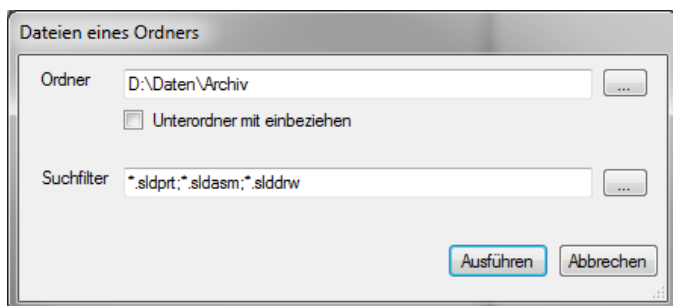 Dateien eines Ordners
Ordner D:\Daten\Archiv ...
Unterordner mit einbeziehen
Suchfilter *.sldprt;*.sldasm;*.slddrw ...
Ausführen Abbrechen